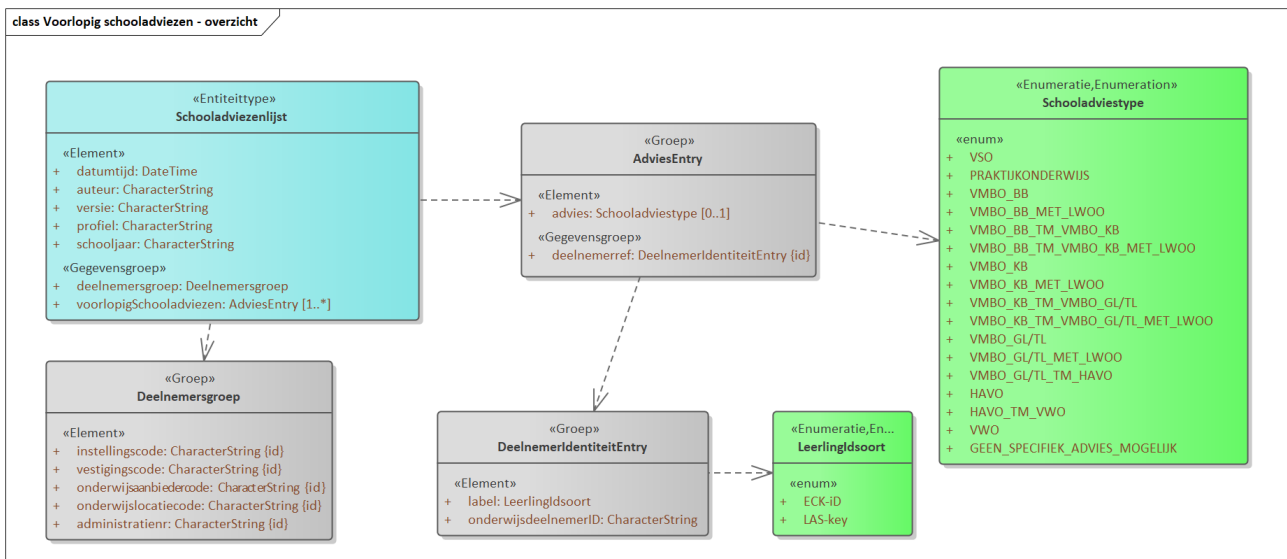 class Voorlopig schooladviezen - overzicht
«Entiteittype»
Schooladviezenlijst
«Element»
+ datumtijd: DateTime
+ auteur: CharacterString
+ versie: CharacterString
+ profiel: CharacterString
+ schooljaar: CharacterString
«Gegevensgroep»
+ deelnemersgroep: Deelnemersgroep
+ voorlopigSchooladviezen: AdviesEntry [1..*]
«Groep»
AdviesEntry
«Element»
+ advies: Schooladviestype [0..1]
«Gegevensgroep»
+ deelnemerref: DeelnemerIdentiteitEntry {id}
«Enumeratie,Enumeration»
Schooladviestype
«enum»
+ VSO
+ PRAKTIJKONDERWIJS
+ VMBO_BB
+ VMBO_BB_MET_LWOO
+ VMBO_BB_TM_VMBO_KB
+ VMBO_BB_TM_VMBO_KB_MET_LWOO
+ VMBO_KB
+ VMBO_KB_MET_LWOO
+ VMBO_KB_TM_VMBO_GL/TL
+ VMBO_KB_TM_VMBO_GL/TL_MET_LWOO
+ VMBO_GL/TL
+ VMBO_GL/TL_MET_LWOO
+ VMBO_GL/TL_TM_HAVO
+ HAVO
+ HAVO_TM_VWO
+ VWO
+ GEEN_SPECIFIEK_ADVIES_MOGELIJK
«Groep»
Deelnemersgroep
«Element»
+ instellingscode: CharacterString {id}
+ vestigingscode: CharacterString {id}
+ onderwijsaanbiedercode: CharacterString {id}
+ onderwijslocatiecode: CharacterString {id}
+ administratienr: CharacterString {id}
«Groep»
DeelnemerIdentiteitEntry
«Element»
+ label: LeerlingIdsoort
+ onderwijsdeelnemerID: CharacterString
«Enumeratie,En...
LeerlingIdsoort
«enum»
+ ECK-iD
+ LAS-key